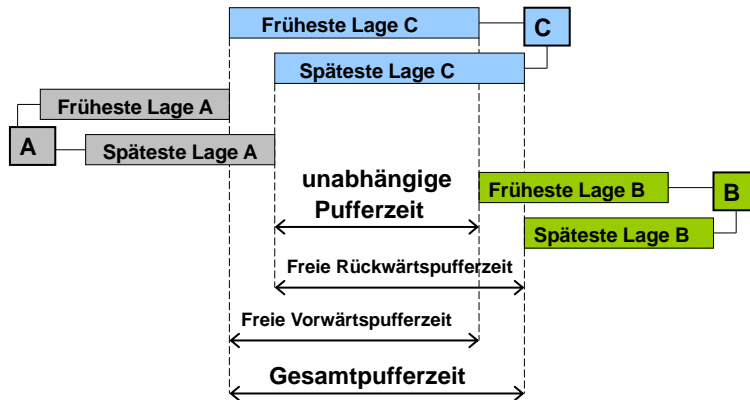 Früheste Lage C
C
Späteste Lage C
Früheste Lage A
A
Späteste Lage A
unabhängige
Pufferzeit
Früheste Lage B
B
Späteste Lage B
Freie Rückwärtspufferzeit
Freie Vorwärtspufferzeit
Gesamtpufferzeit